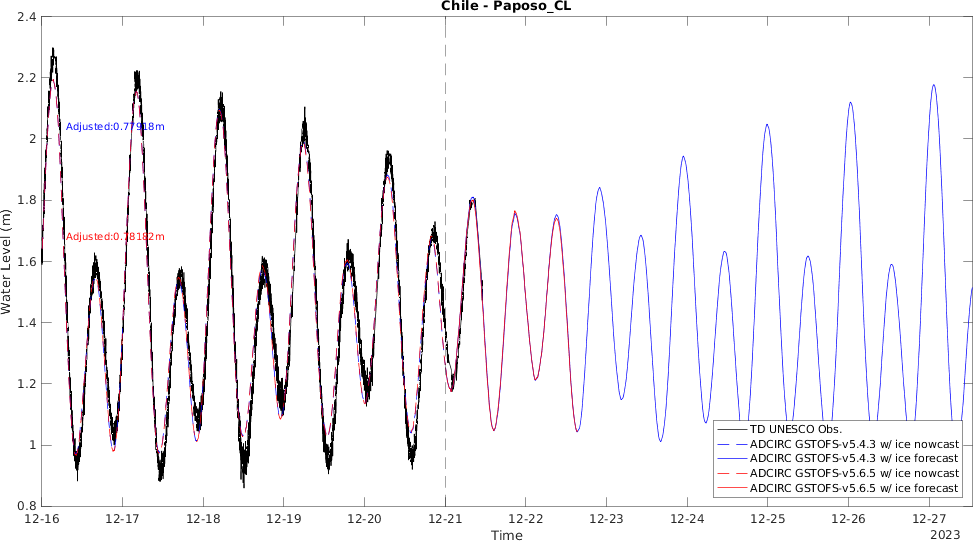 Chile - Paposo_CL
2.4
2.2
2
1.8
1.6
1.4
1.2
1
0.8
Water Level (m)
Adjusted:0.77918m
Adjusted:0.78182m
TD UNESCO Obs.
ADCIRC GSTOFS-v5.4.3 w/ ice nowcast
ADCIRC GSTOFS-v5.4.3 w/ ice forecast
ADCIRC GSTOFS-v5.6.5 w/ ice nowcast
ADCIRC GSTOFS-v5.6.5 w/ ice forecast
12-16 12-17 12-18 12-19 12-20 12-21 12-22 12-23 12-24 12-25 12-26 12-27
Time
2023